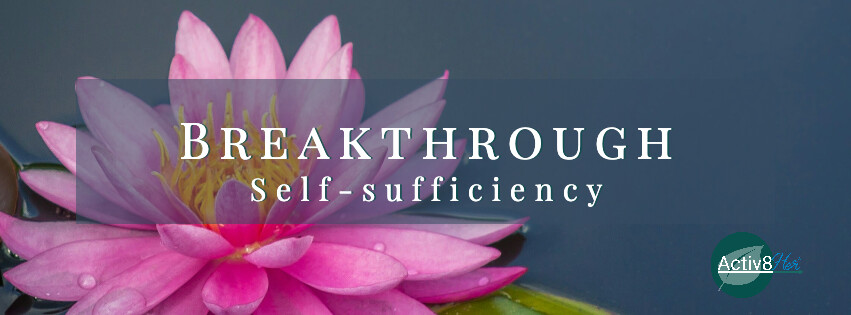 BREAKTHROUGH
Self-sufficiency
Activ8Her